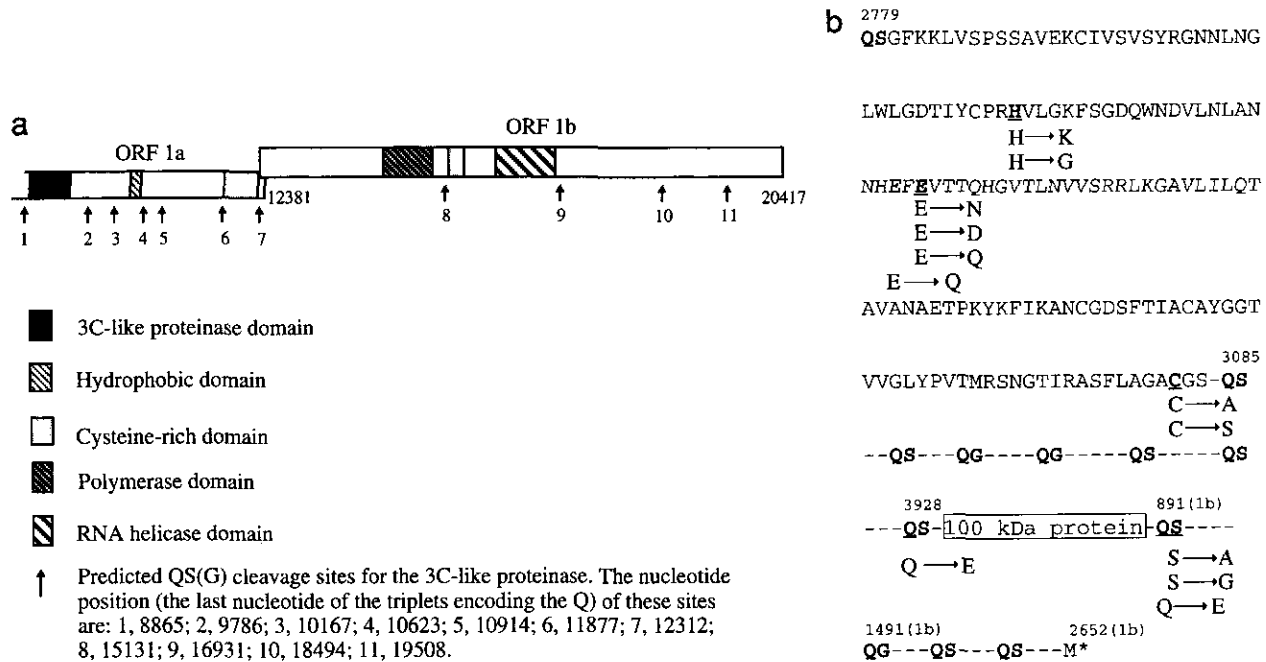 a
ORF 1a
ORF 1b
12381
20417
1 2 3 4 5 6 7 8 9 10 11
3C-like proteinase domain
Hydrophobic domain
Cysteine-rich domain
Polymerase domain
RNA helicase domain
↑ Predicted QS(G) cleavage sites for the 3C-like proteinase. The nucleotide
position (the last nucleotide of the triplets encoding the Q) of these sites
are: 1, 8865; 2, 9786; 3, 10167; 4, 10623; 5, 10914; 6, 11877; 7, 12312;
8, 15131; 9, 16931; 10, 18494; 11, 19508.
b
2779
QSGFKKLVSPSSAVEKCIVSVSYRGNNLNG
LWLGDTIYCPRHVLGKFSGDQWNDVLNLAN
H→K
H→G
NHEFEVTTQHGVTLNVVSRRLKGAVLILQT
E→N
E→D
E→Q
E→Q
AVANAETPKYKFIKANCGDSFTIACAYGGT
3085
VVGLYPVTMRSNGTIRASFLAGACGS-QS
C→A
C→S
--QS---QG----QG-----QS-----QS
3928 891(1b)
---QS-100 kDa protein-QS----
Q→E
S→A
S→G
Q→E
1491(1b) 2652(1b)
QG---QS---QS---M*